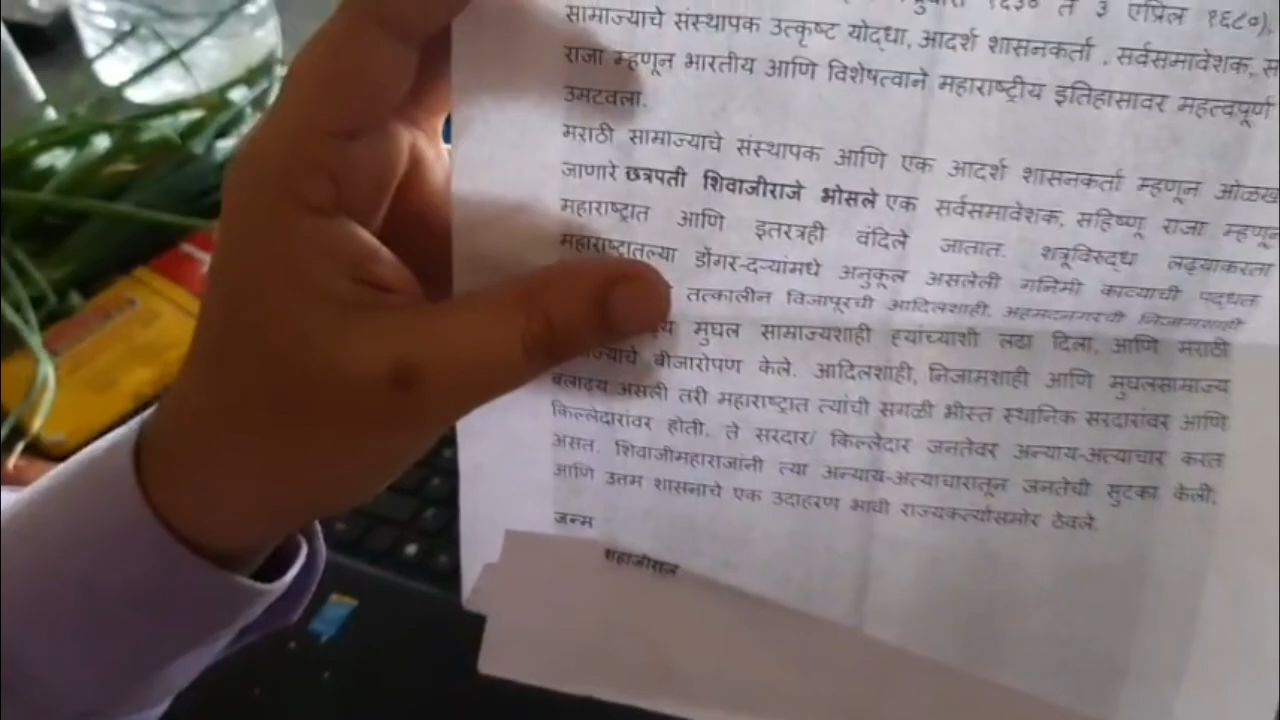 १६३० ते ३ एप्रिल १६८०),
साम्राज्याचे संस्थापक उत्कृष्ट योद्धा, आदर्श शासनकर्ता , सर्वसमावेशक,
राजा म्हणून भारतीय आणि विशेषत्वाने महाराष्ट्रीय इतिहासावर महत्वपूर्ण
उमटवला.
मराठी साम्राज्याचे संस्थापक आणि एक आदर्श शासनकर्ता म्हणून
जाणारे छत्रपती शिवाजीराजे भोसले एक सर्वसमावेशक, सहिष्णू राजा म्हणून
महाराष्ट्रात आणि इतरत्रही वंदिले जातात. शत्रूविरुद्ध लढ्याकरता
महाराष्ट्रातल्या डोंगर-दऱ्यांमधे अनुकूल असलेली गनिमी काव्याची पद्धत
तत्कालीन विजापूरची आदिलशाही, अहमदनगरची निजामशाही
मुघल साम्राज्यशाही ह्यांच्याशी लढा दिला, आणि मराठी
बीजारोपण केले. आदिलशाही, निजामशाही आणि मुघलसाम्राज्य
बलाढ्य असली तरी महाराष्ट्रात त्यांची सगळी भीस्त स्थानिक सरदारांवर आणि
किल्लेदारांवर होती. ते सरदार/ किल्लेदार जनतेवर अन्याय-अत्याचार करत
असत. शिवाजीमहाराजांनी त्या अन्याय-अत्याचारातून जनतेची सुटका केली,
आणि उत्तम शासनाचे एक उदाहरण भावी राज्यकर्त्यांसमोर ठेवले.
जन्म